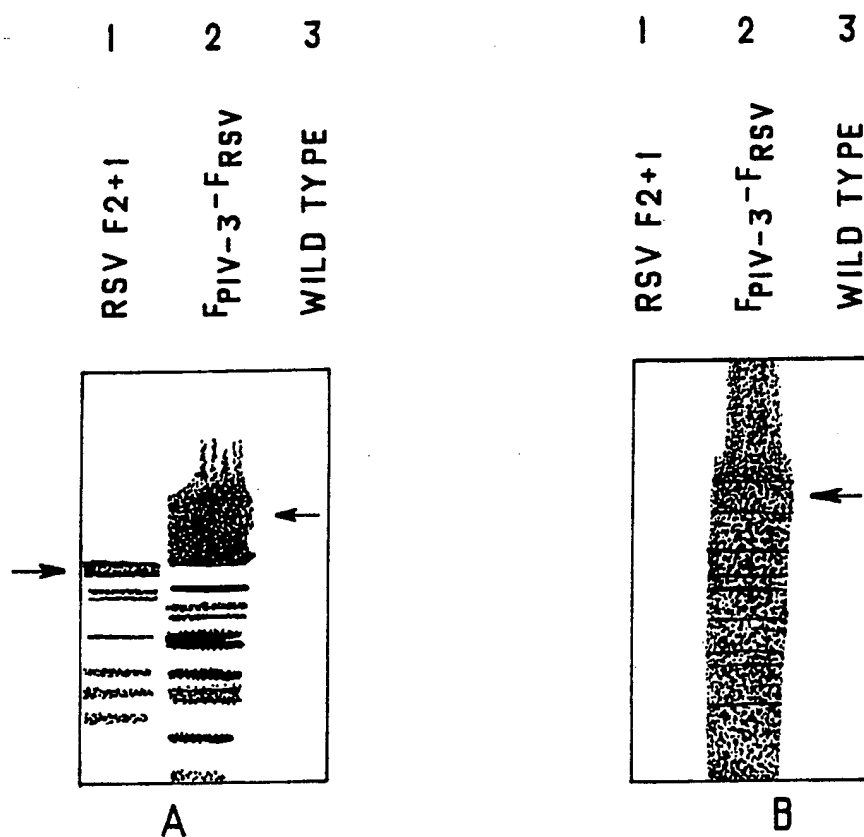 1 2 3
RSV F2+1
FPIV-3-FRSV
WILD TYPE
A
1 2 3
RSV F2+1
FPIV-3-FRSV
WILD TYPE
B